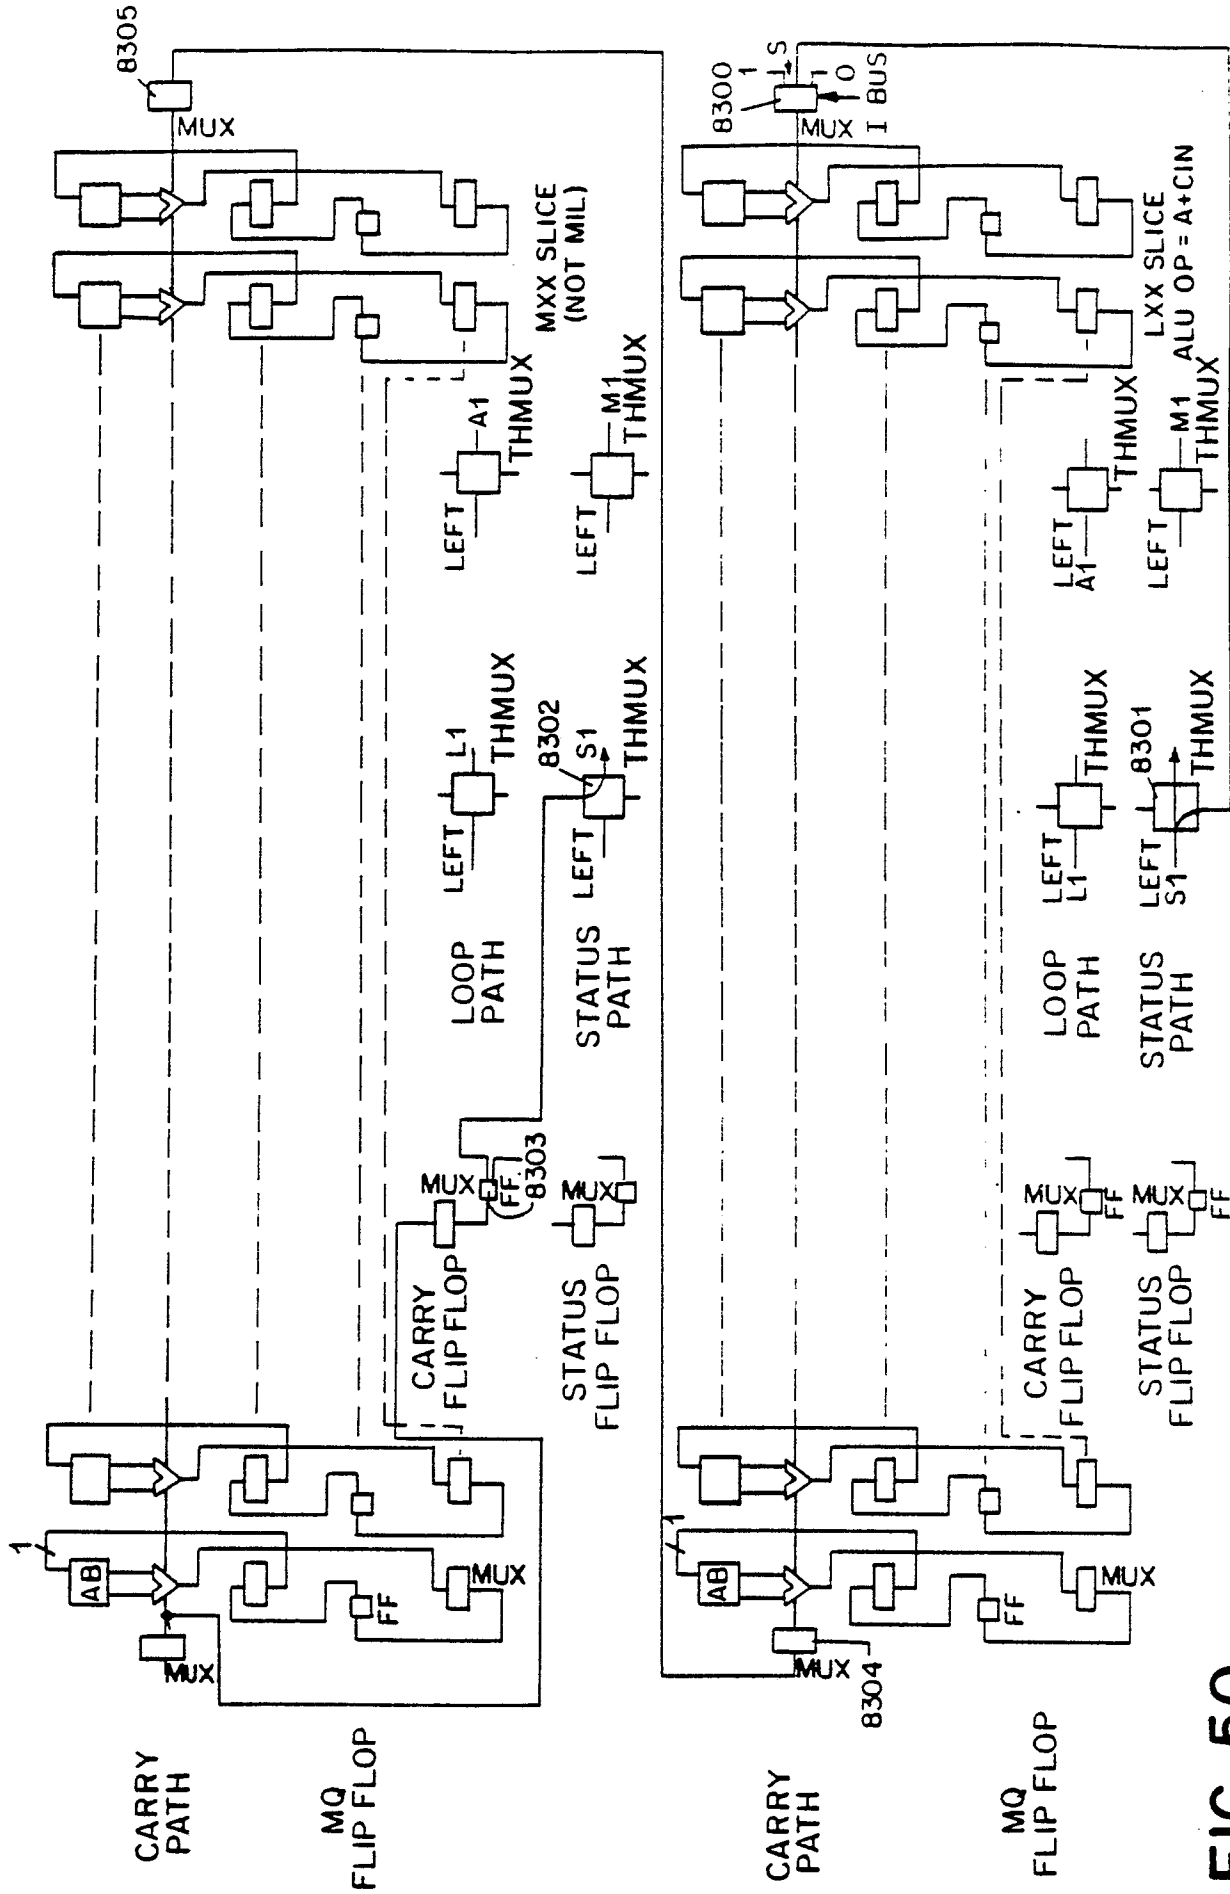 8305
1
AB
MUX
MUX
CARRY
PATH
MQ
FLIP FLOP
FF
MUX
CARRY
FLIP FLOP
MUX
FF
8303
LOOP
PATH
LEFT
L1
THMUX
LEFT
A1
THMUX
MXX SLICE
(NOT MIL)
STATUS
FLIP FLOP
MUX
STATUS
PATH
LEFT
8302
S1
THMUX
LEFT
M1
THMUX
8300
1
S
0
MUX
I BUS
1
AB
MUX
8304
CARRY
PATH
MQ
FLIP FLOP
FF
MUX
CARRY
FLIP FLOP
MUX
FF
LOOP
PATH
LEFT
L1
THMUX
LEFT
A1
THMUX
LXX SLICE
ALU OP = A+CIN
STATUS
FLIP FLOP
MUX
FF
STATUS
PATH
LEFT
S1
8301
THMUX
LEFT
M1
THMUX